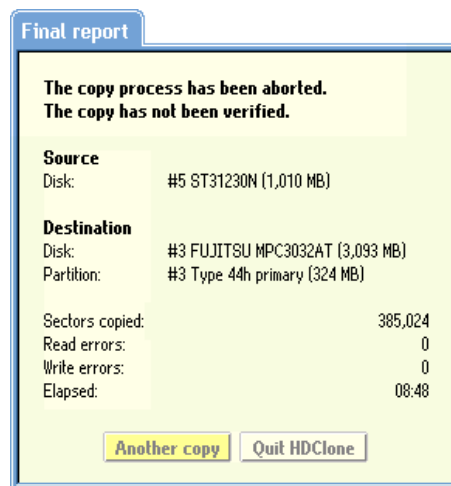 Final report
The copy process has been aborted.
The copy has not been verified.
Source
Disk: #5 ST31230N (1,010 MB)
Destination
Disk: #3 FUJITSU MPC3032AT (3,093 MB)
Partition: #3 Type 44h primary (324 MB)
Sectors copied: 385,024
Read errors: 0
Write errors: 0
Elapsed: 08:48
Another copy Quit HDClone